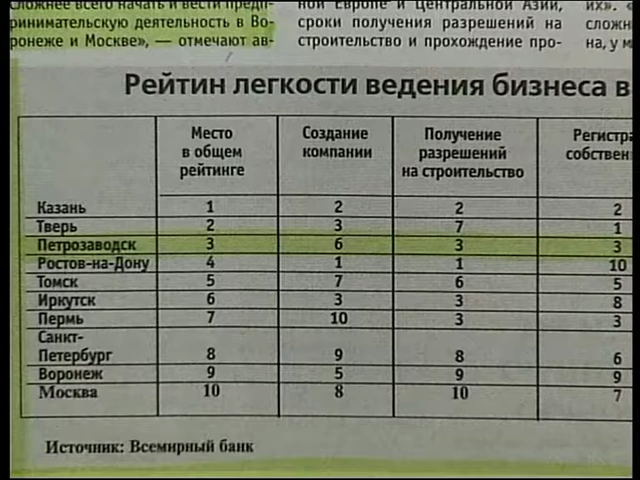 сложнее всего начать и вести предп-
ринимательскую деятельность в Во-
ронеже и Москве», — отмечают ав-
ной Европе и Центральной Азии,
сроки получения разрешений на
строительство и прохождение про-
их».
сложн
на, у м
Рейтин легкости ведения бизнеса в
Место в общем рейтинге Создание компании Получение разрешений на строительство Регистра собственн
Казань 1 2 2 2
Тверь 2 3 7 1
Петрозаводск 3 6 3 3
Ростов-на-Дону 4 1 1 10
Томск 5 7 6 5
Иркутск 6 3 3 8
Пермь 7 10 3 3
Санкт-
Петербург 8 9 8 6
Воронеж 9 5 9 9
Москва 10 8 10 7
Источник: Всемирный банк